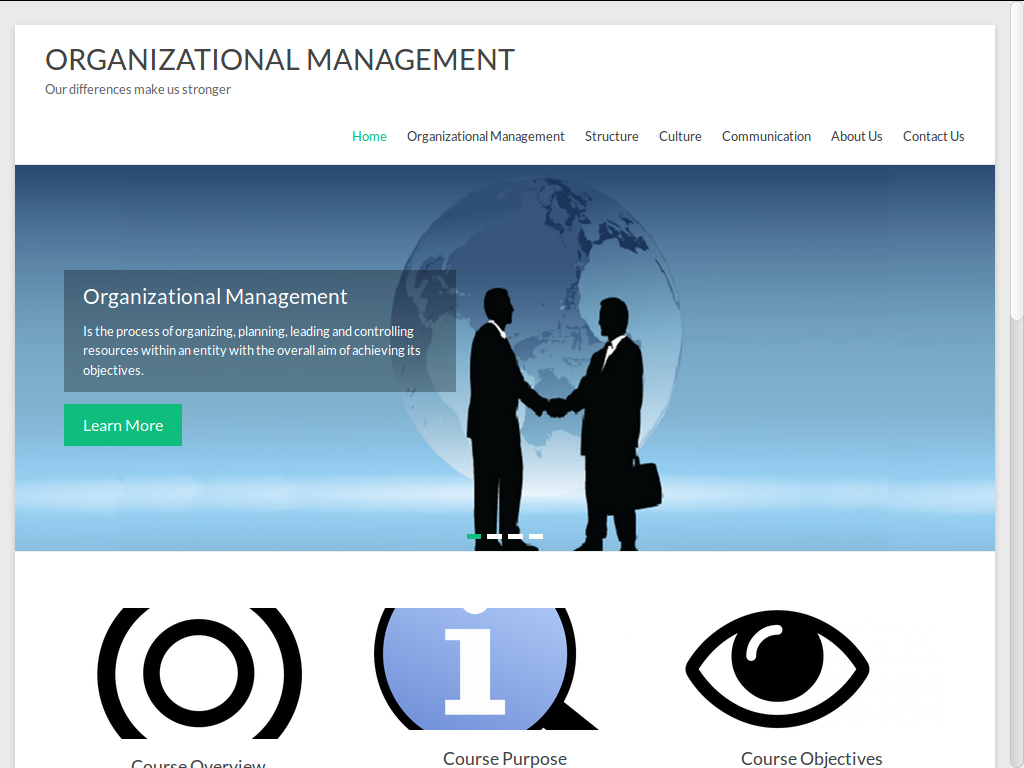 ORGANIZATIONAL MANAGEMENT
Our differences make us stronger
Home Organizational Management Structure Culture Communication About Us Contact Us
Organizational Management
Is the process of organizing, planning, leading and controlling
resources within an entity with the overall aim of achieving its
objectives.
Learn More
i
Course Overview Course Purpose Course Objectives